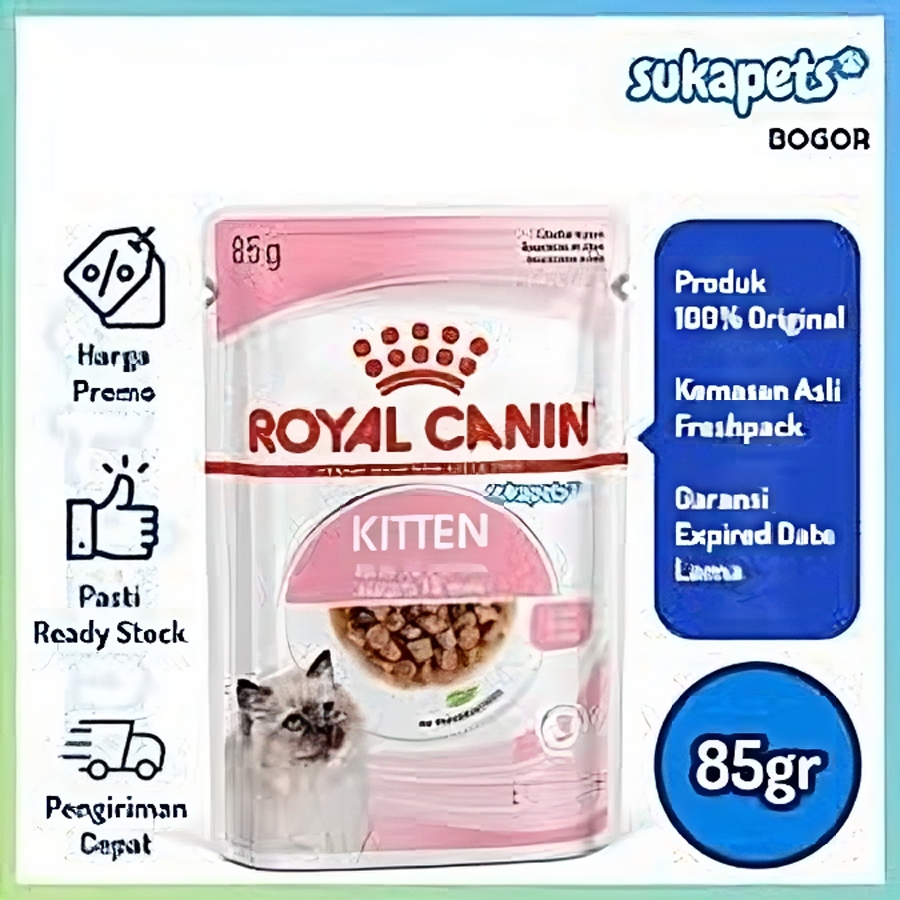 sukapets
BOGOR
85g
ROYAL CANIN
sukapets
KITTEN
Harga
Promo
Pasti
Ready Stock
Pengiriman
Cepat
Produk
100% Original
Kemasan Asli
Freshpack
Garansi
Expired Date
Lama
85gr